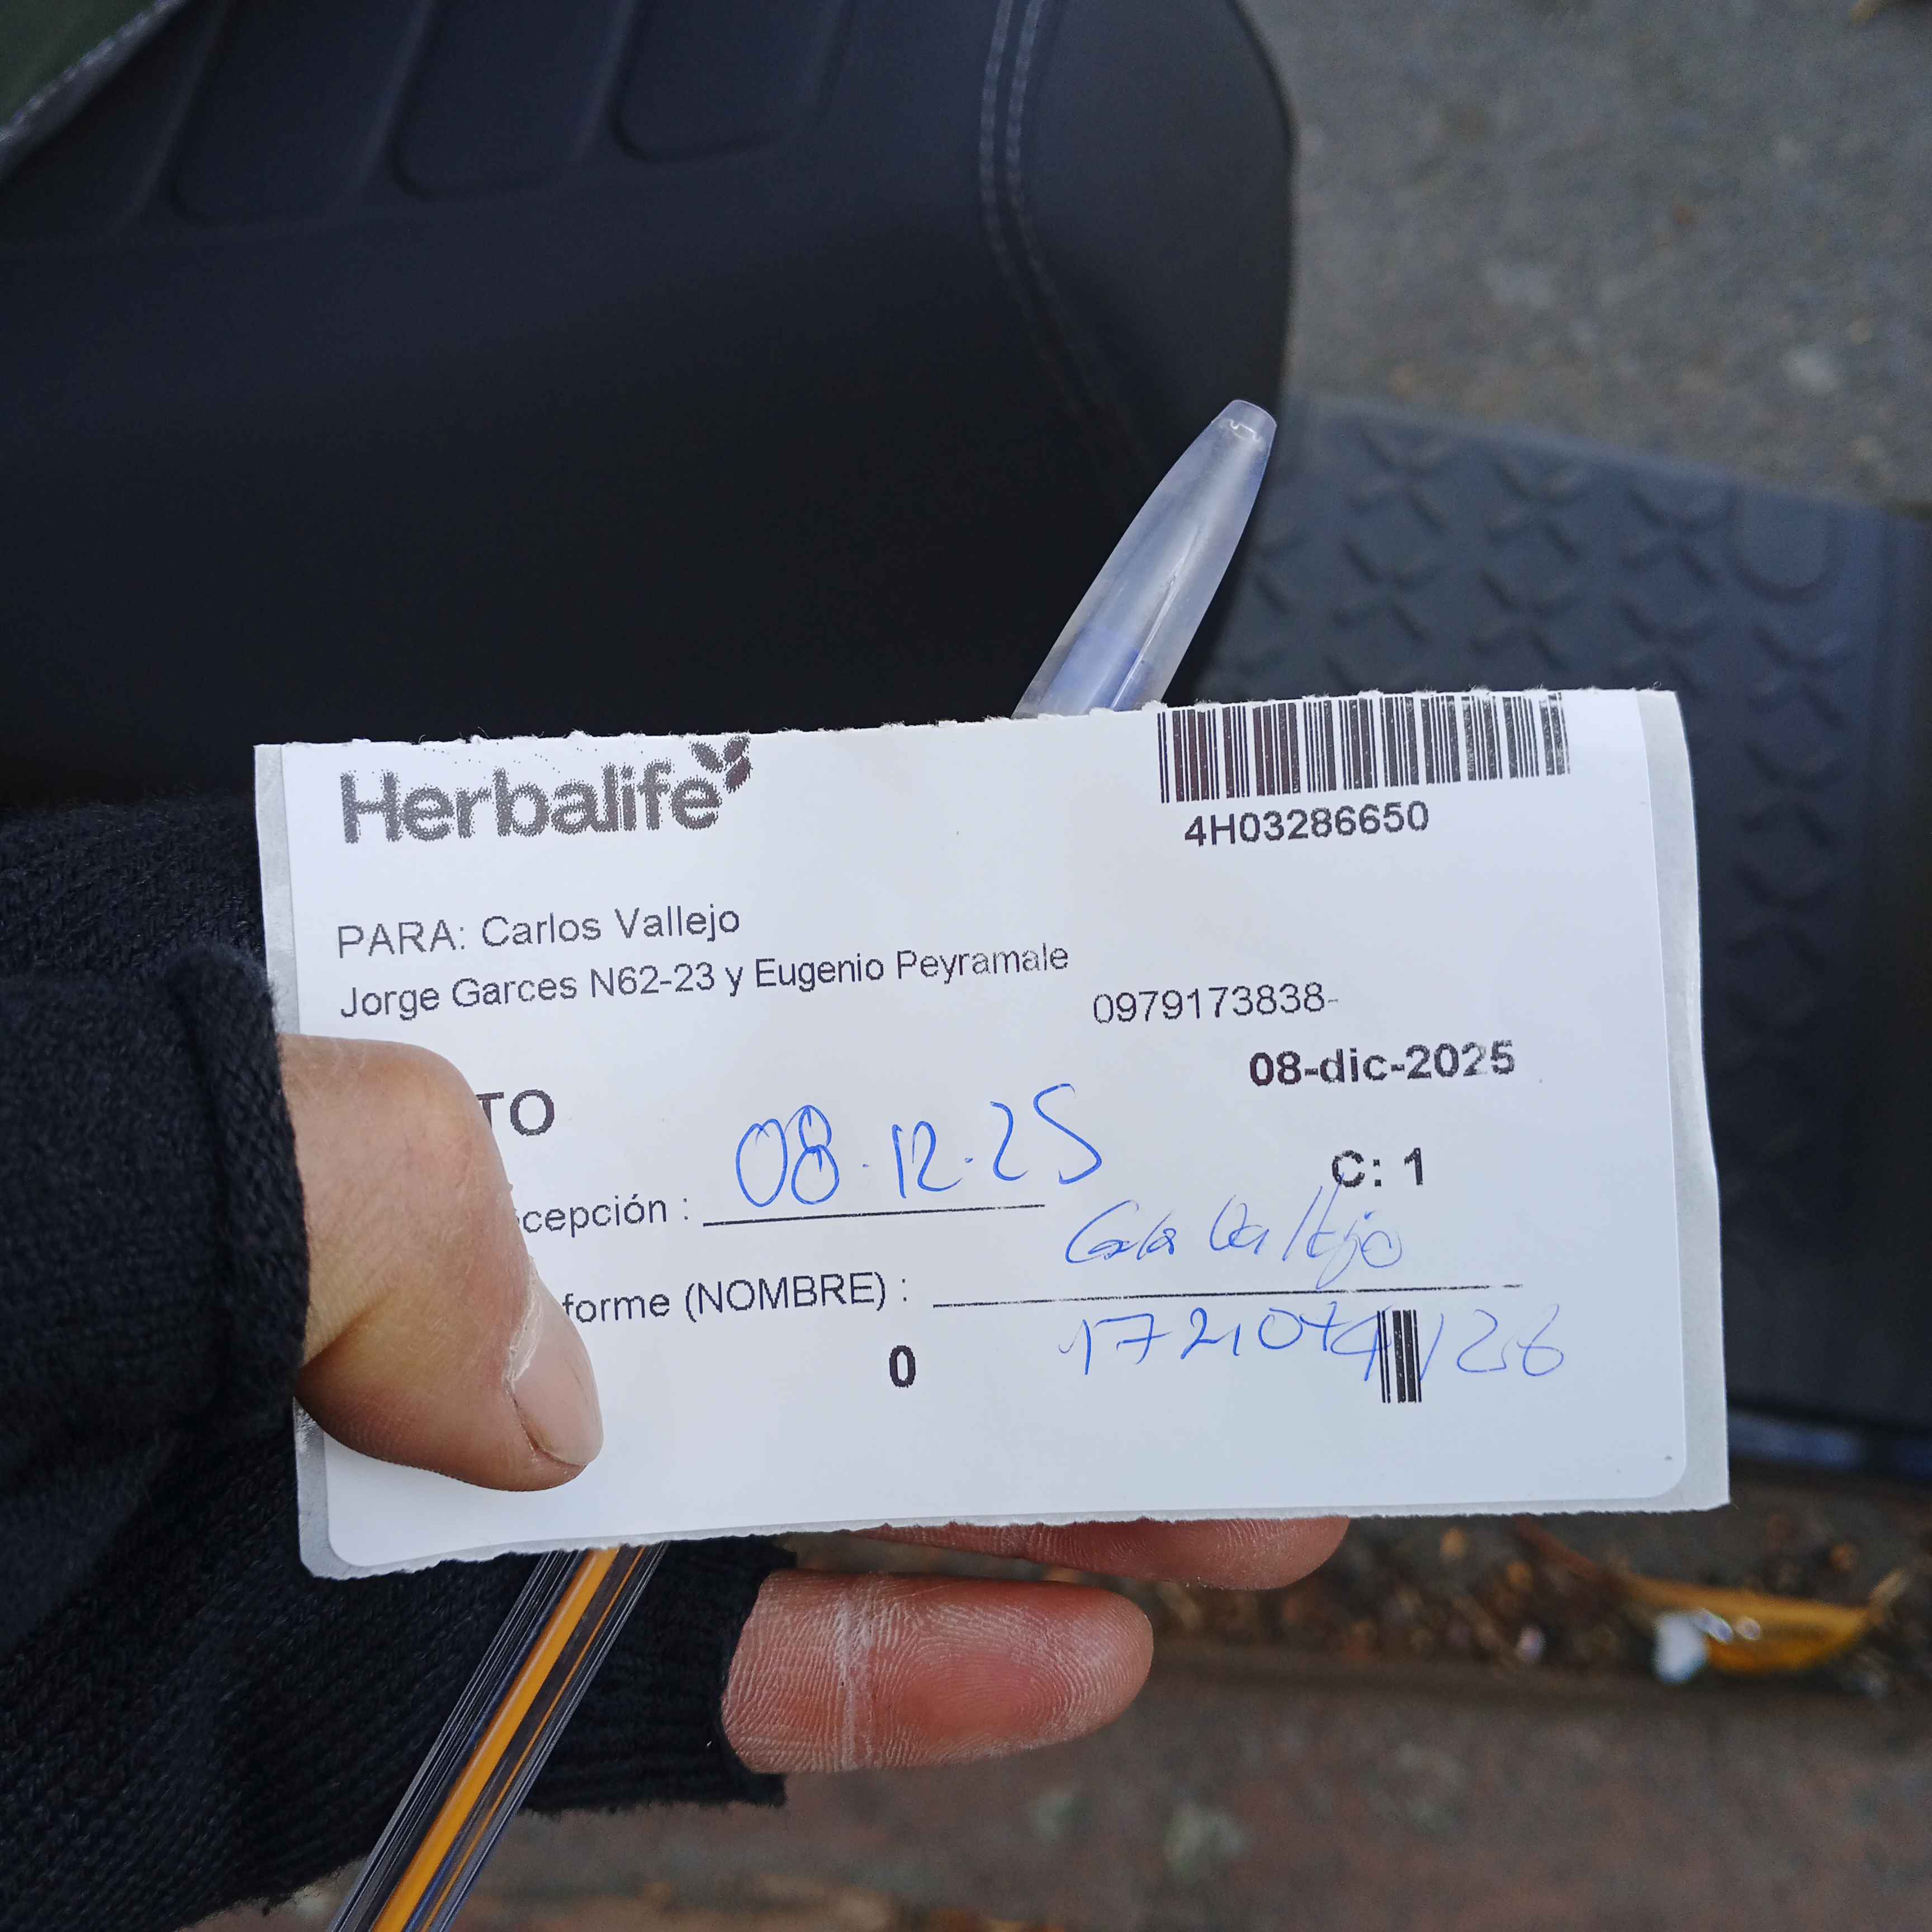 Herbalife
4H03286650
PARA: Carlos Vallejo
Jorge Garces N62-23 y Eugenio Peyramale
0979173838-
08-dic-2025
TO
cepción : 08.12.25
C: 1
forme (NOMBRE) : Vallejo
0